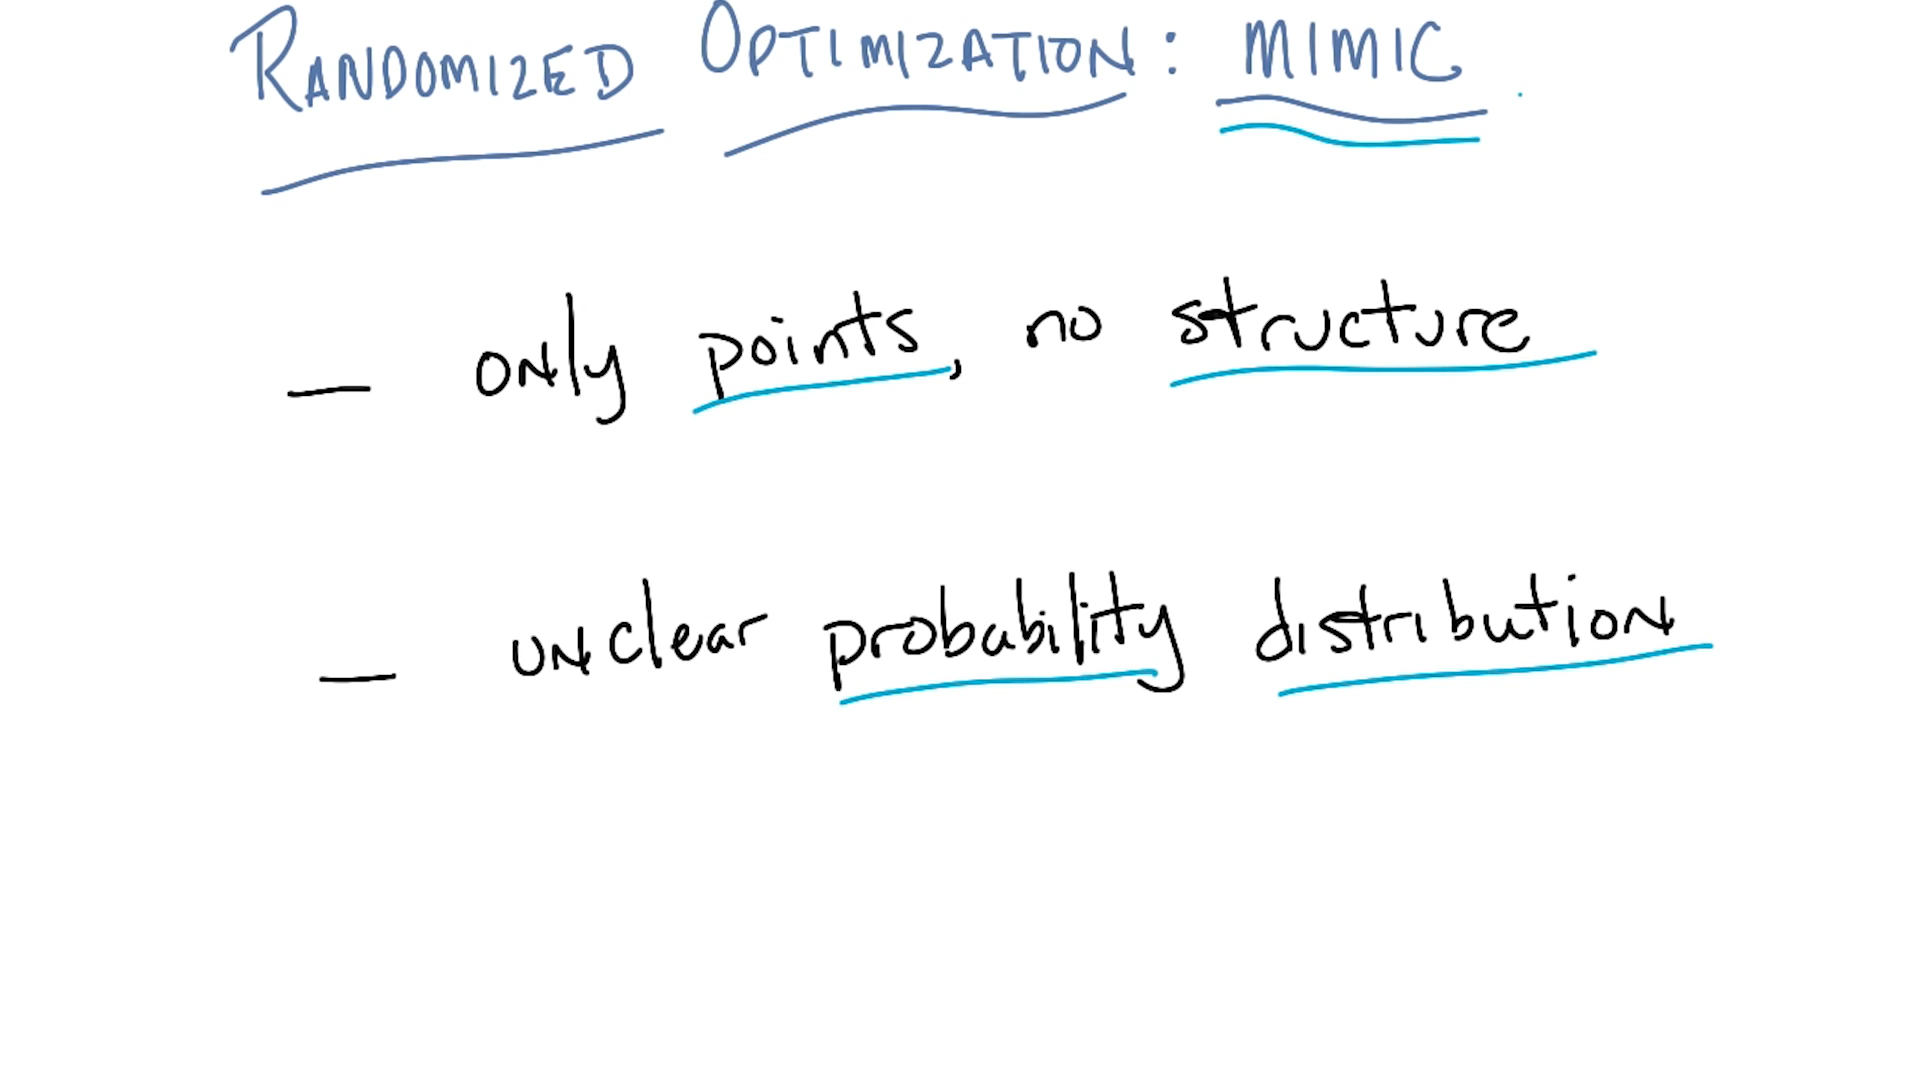 RANDOMIZED OPTIMIZATION: MIMIC
— only points, no structure
— unclear probability distribution